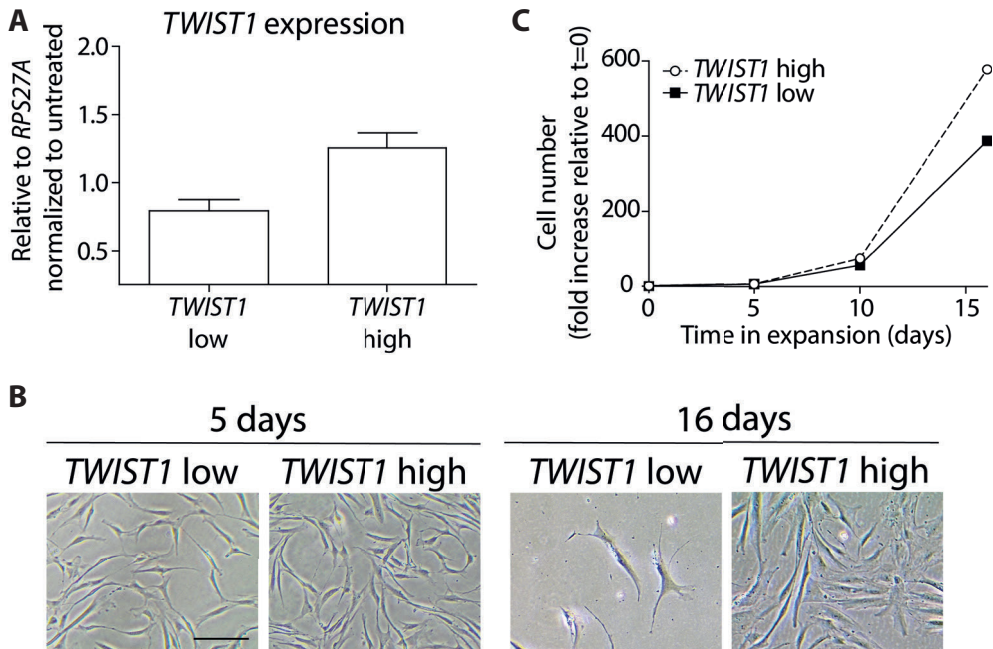 A
TWIST1 expression
Relative to RPS27A
normalized to untreated
2.0
1.5
1.0
0.5
TWIST1
low
TWIST1
high
C
Cell number
(fold increase relative to t=0)
600
400
200
0
TWIST1 high
TWIST1 low
0 5 10 15
Time in expansion (days)
B
5 days
16 days
TWIST1 low
TWIST1 high
TWIST1 low
TWIST1 high